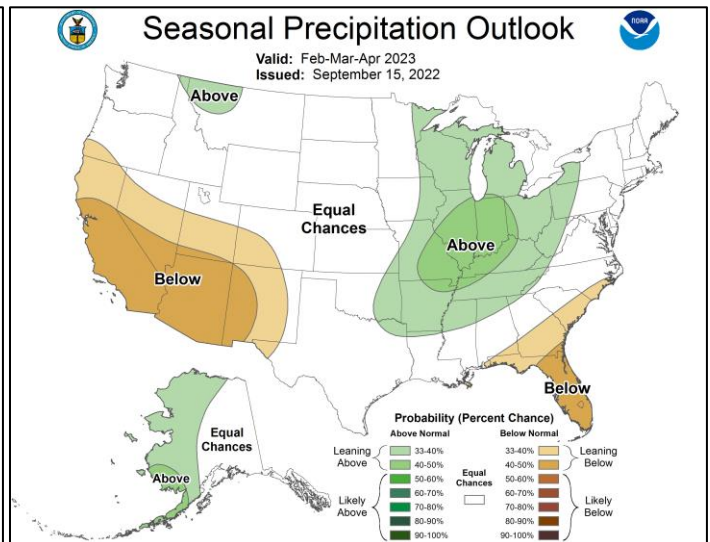 Seasonal Precipitation Outlook
NOAA
Valid: Feb-Mar-Apr 2023
Issued: September 15, 2022
Above
Equal
Chances
Above
Below
Below
Equal
Chances
Above
Probability (Percent Chance)
Above Normal
Below Normal
Leaning
Above
33-40%
40-50%
Likely
Above
50-60%
60-70%
70-80%
80-90%
90-100%
Equal
Chances
33-40%
40-50%
Leaning
Below
50-60%
60-70%
70-80%
80-90%
90-100%
Likely
Below